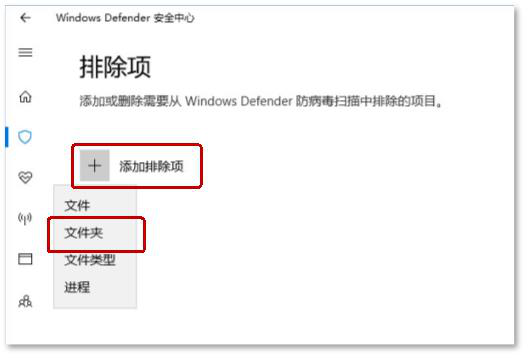 Windows Defender 安全中心
排除项
添加或删除需要从 Windows Defender 防病毒扫描中排除的项目。
添加排除项
文件
文件夹
文件类型
进程